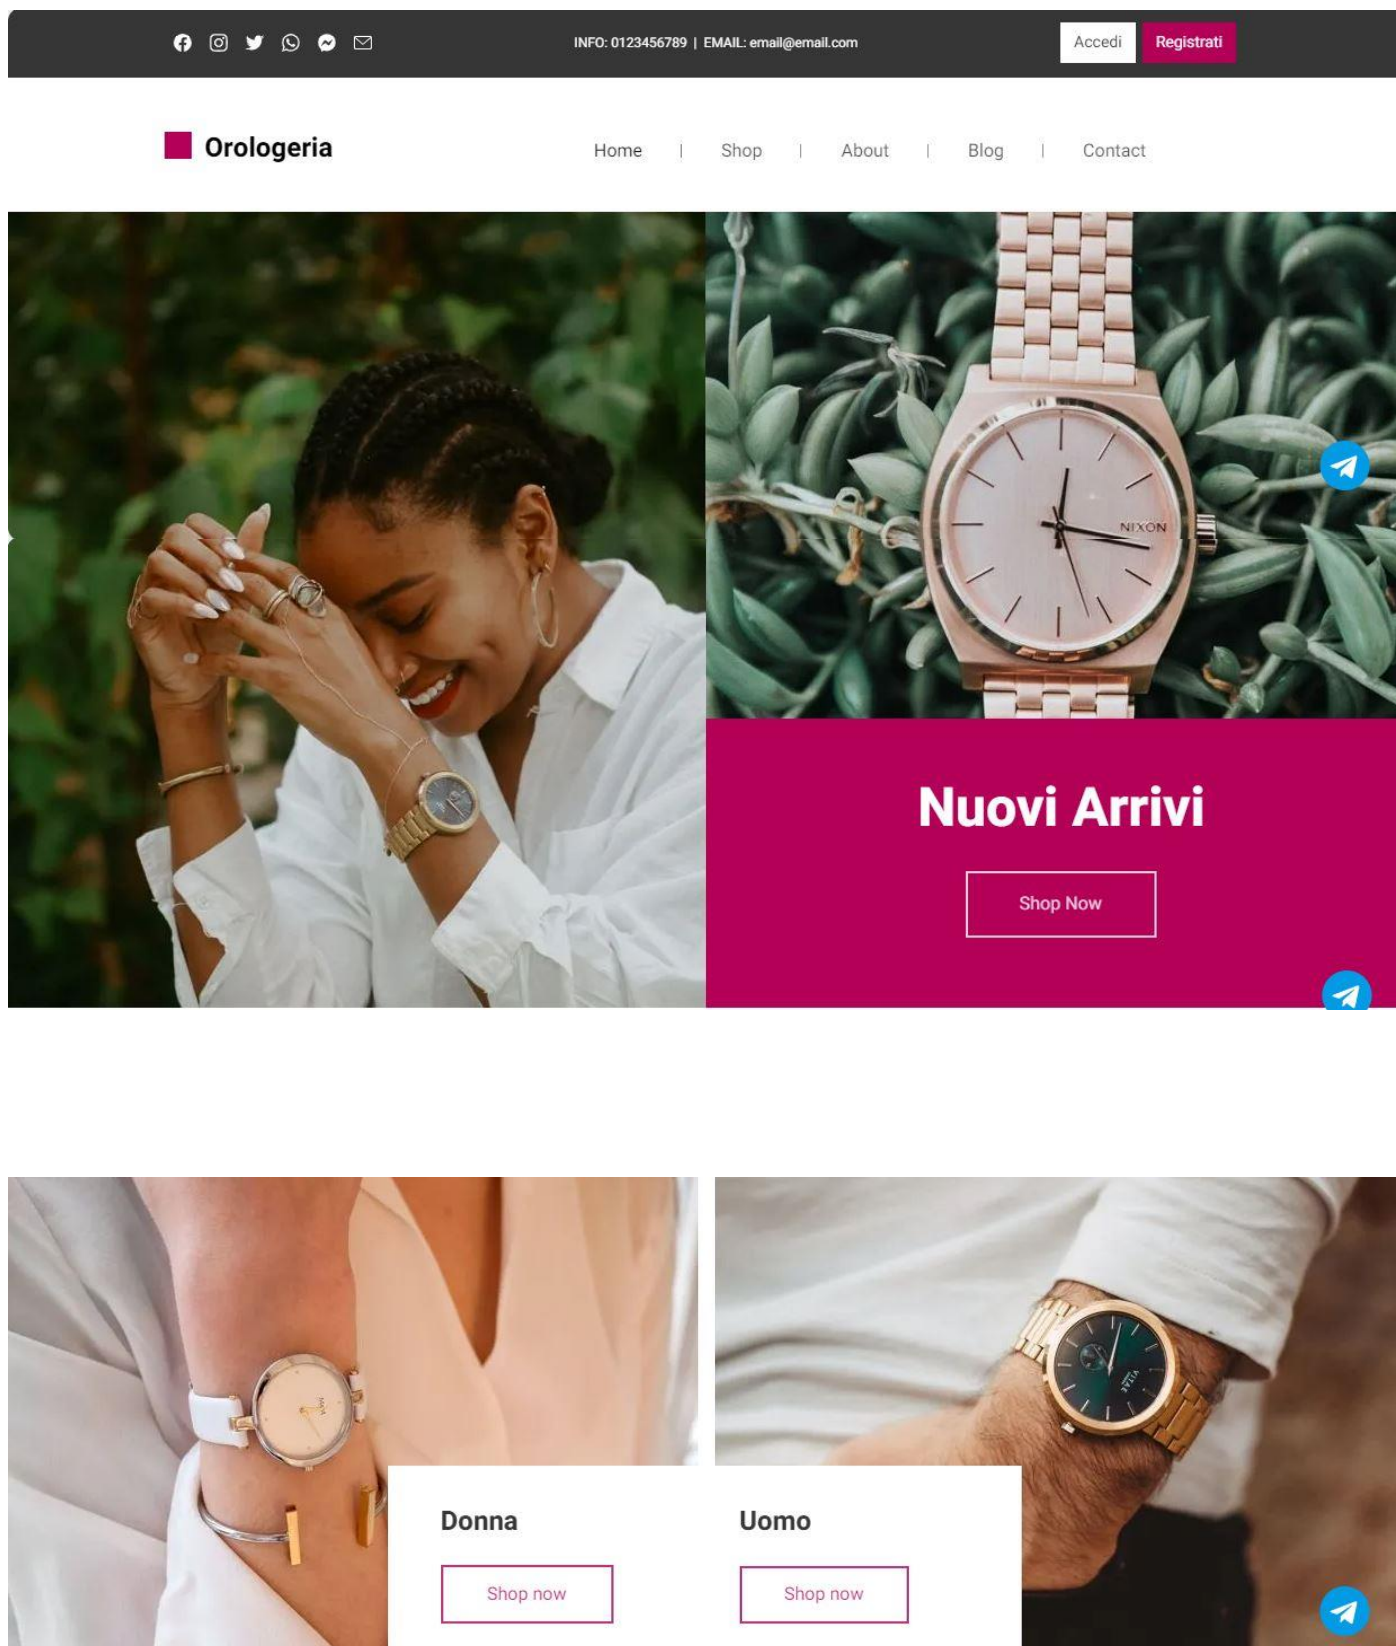 INFO: 0123456789 | EMAIL: email@email.com
Accedi
Registrati
Orologeria
Home | Shop | About | Blog | Contact
NIXON
Nuovi Arrivi
Shop Now
VITAE
Donna
Uomo
Shop now
Shop now